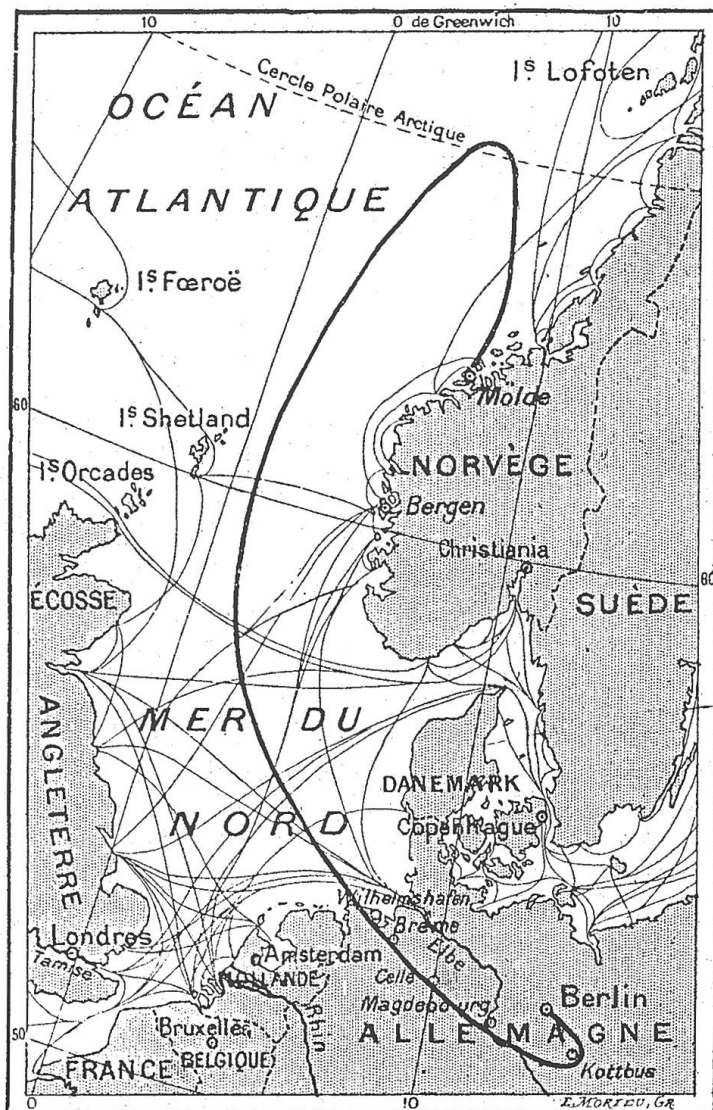 10
0 de Greenwich
10
Cercle Polaire Arctique
Iˢ. Lofoten
OCÉAN
ATLANTIQUE
Iˢ. Fœroë
Molde
60
Iˢ. Shetland
Iˢ. Orcades
NORVÈGE
Bergen
Christiania
60
ÉCOSSE
SUÈDE
ANGLETERRE
MER DU
NORD
DANEMARK
Copenhague
Wilhelmshafen
Brême
Elbe
Londres
Tamise
Amsterdam
HOLLANDE
Celle
Magdebourg
Berlin
Rhin
50
Bruxelles
ALLEMAGNE
FRANCE
BELGIQUE
Kottbus
0
10
E. MORIEU, GR.